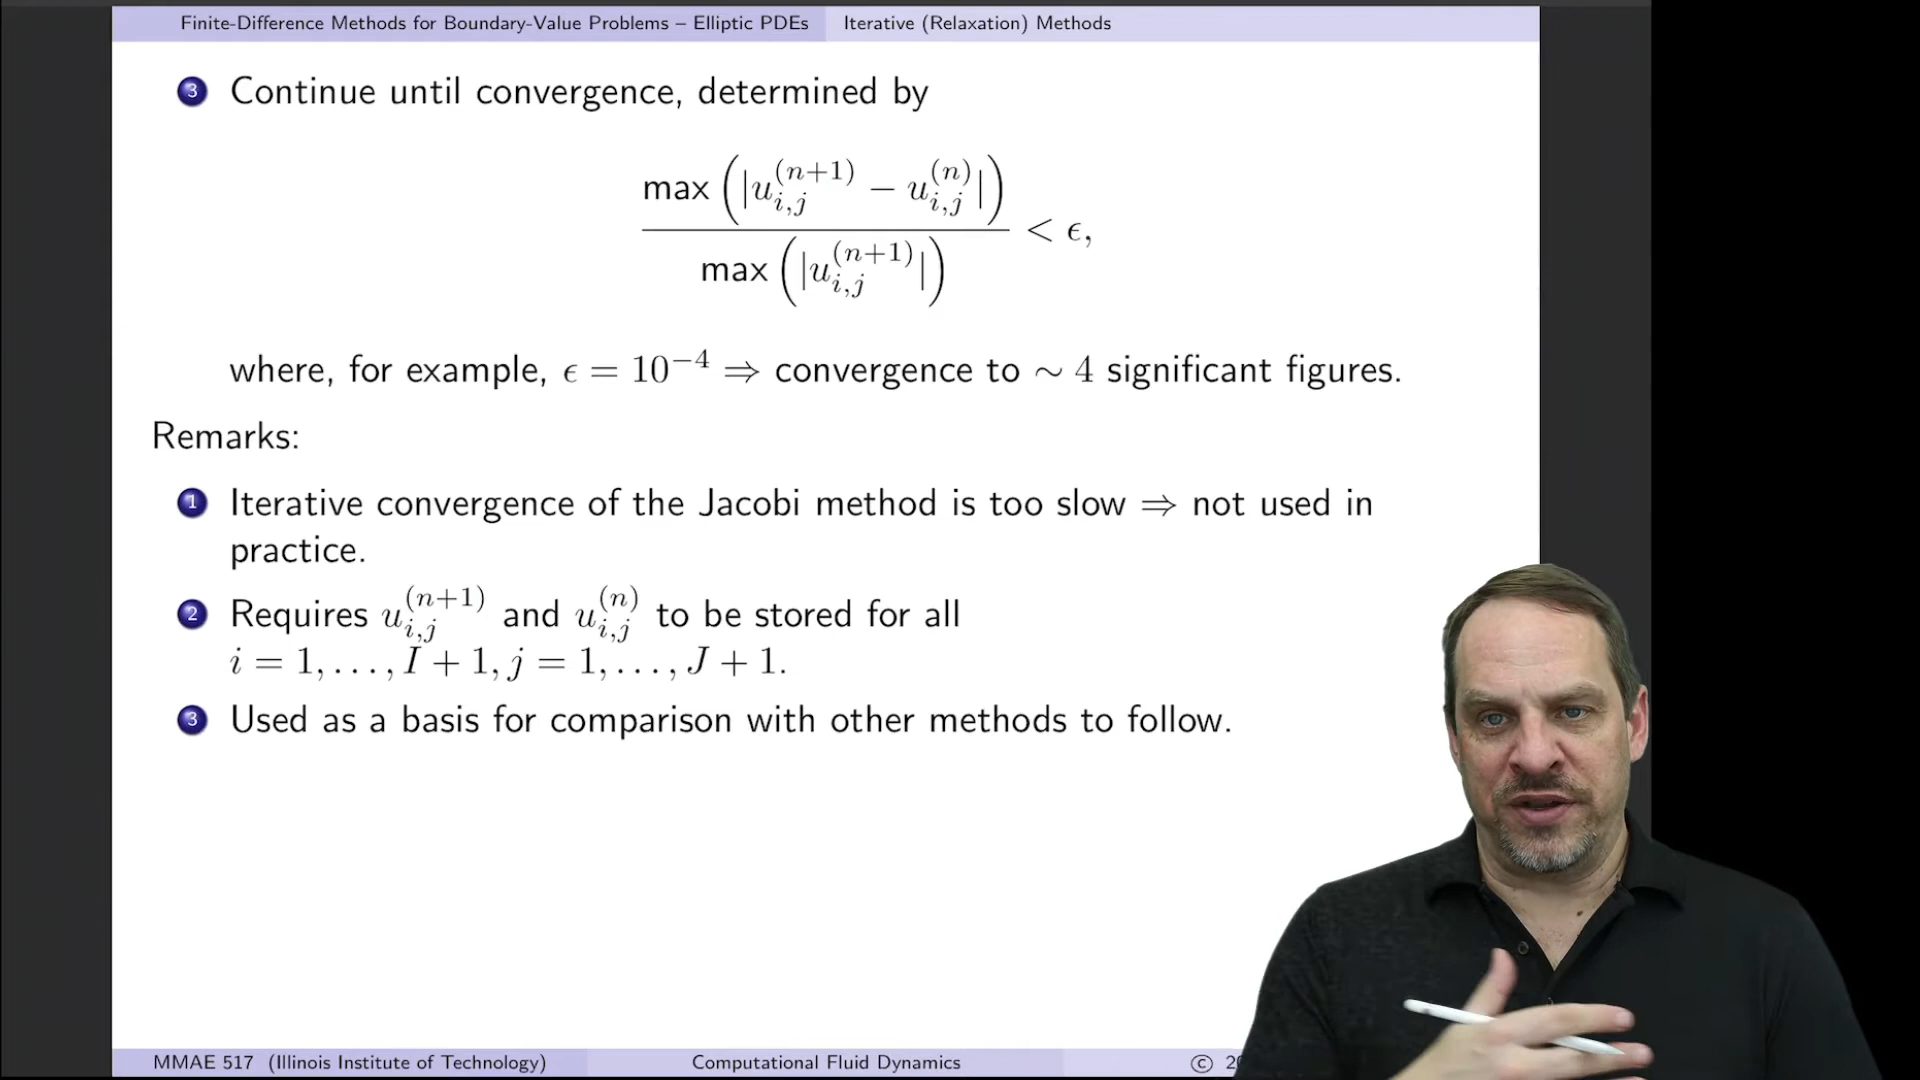 Finite-Difference Methods for Boundary-Value Problems – Elliptic PDEs Iterative (Relaxation) Methods
3 Continue until convergence, determined by
max (|u_{i,j}^{(n+1)} − u_{i,j}^{(n)}|)
max (|u_{i,j}^{(n+1)}|)
< ϵ,
where, for example, ϵ = 10^{−4} ⇒ convergence to ∼ 4 significant figures.
Remarks:
1 Iterative convergence of the Jacobi method is too slow ⇒ not used in
practice.
2 Requires u_{i,j}^{(n+1)} and u_{i,j}^{(n)} to be stored for all
i = 1, . . . , I + 1, j = 1, . . . , J + 1.
3 Used as a basis for comparison with other methods to follow.
MMAE 517 (Illinois Institute of Technology) Computational Fluid Dynamics ©